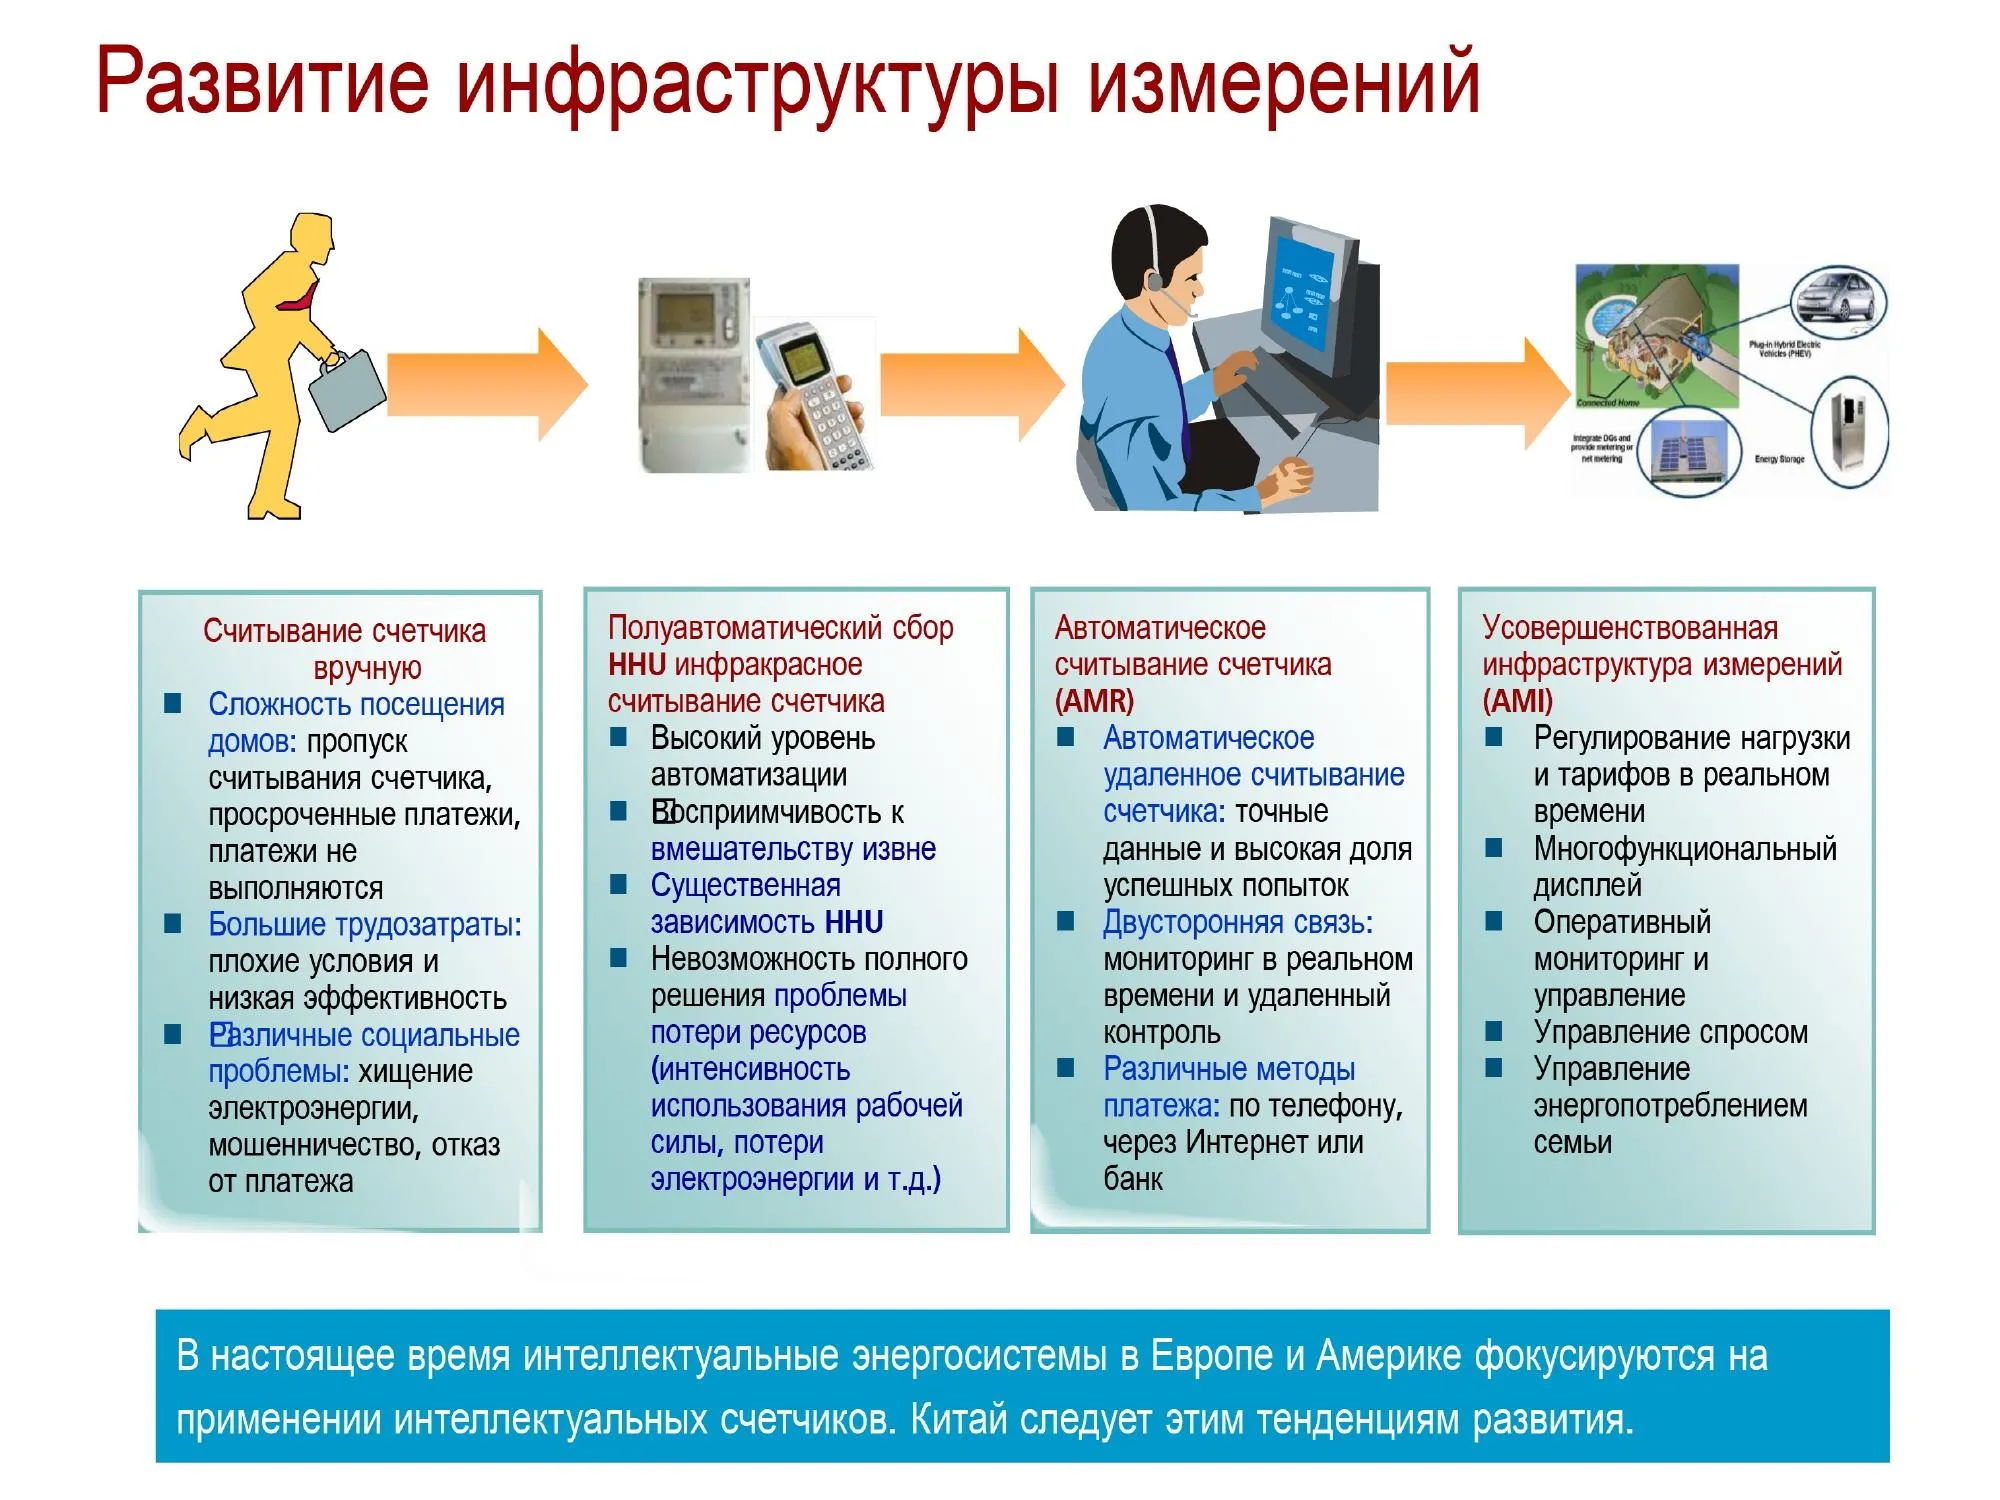 Развитие инфраструктуры измерений
Plug-in Hybrid Electric
Vehicles (PHEV)
Connected Home
Integrate DGs and
provide metering or
net metering
Energy Storage
Считывание счетчика
вручную
Сложность посещения
домов: пропуск
считывания счетчика,
просроченные платежи,
платежи не
выполняются
Большие трудозатраты:
плохие условия и
низкая эффективность
Различные социальные
проблемы: хищение
электроэнергии,
мошенничество, отказ
от платежа
Полуавтоматический сбор
HHU инфракрасное
считывание счетчика
Высокий уровень
автоматизации
Восприимчивость к
вмешательству извне
Существенная
зависимость HHU
Невозможность полного
решения проблемы
потери ресурсов
(интенсивность
использования рабочей
силы, потери
электроэнергии и т.д.)
Автоматическое
считывание счетчика
(AMR)
Автоматическое
удаленное считывание
счетчика: точные
данные и высокая доля
успешных попыток
Двусторонняя связь:
мониторинг в реальном
времени и удаленный
контроль
Различные методы
платежа: по телефону,
через Интернет или
банк
Усовершенствованная
инфраструктура измерений
(AMI)
Регулирование нагрузки
и тарифов в реальном
времени
Многофункциональный
дисплей
Оперативный
мониторинг и
управление
Управление спросом
Управление
энергопотреблением
семьи
В настоящее время интеллектуальные энергосистемы в Европе и Америке фокусируются на
применении интеллектуальных счетчиков. Китай следует этим тенденциям развития.